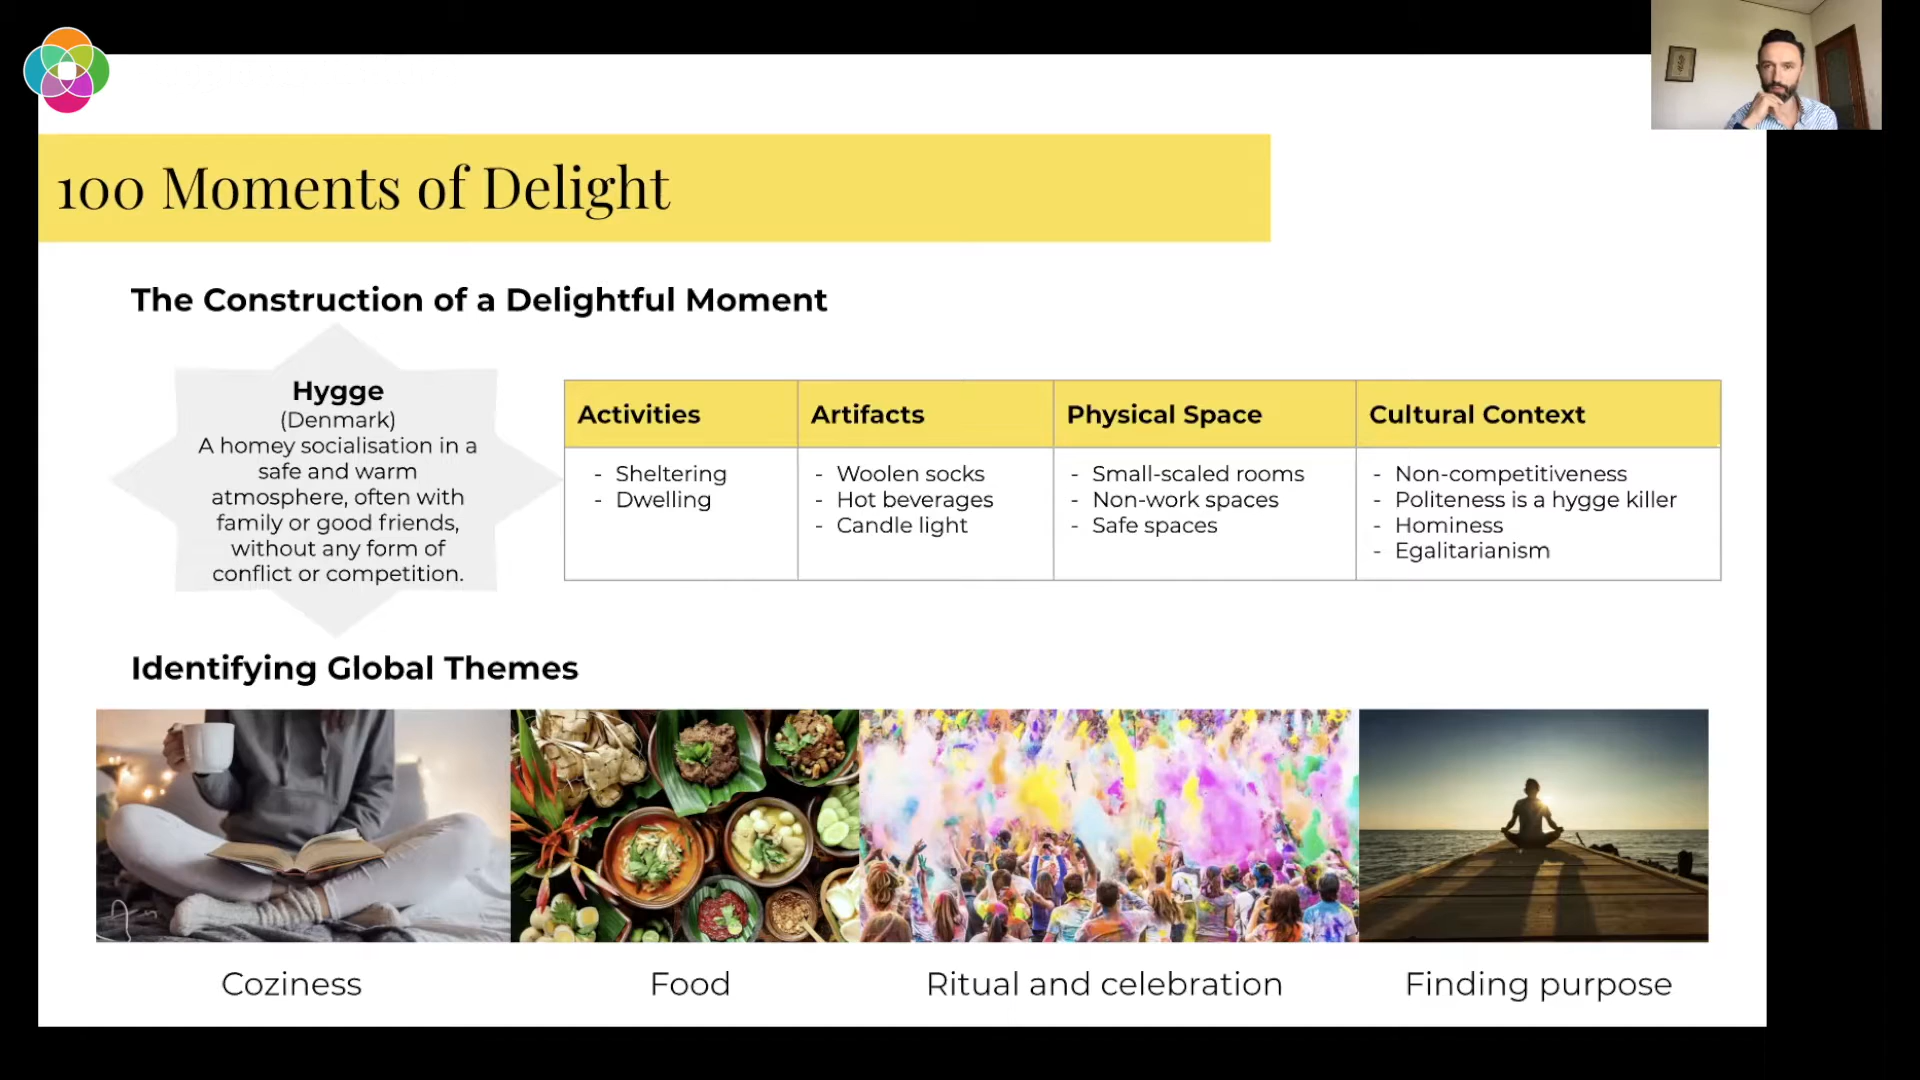 100 Moments of Delight
The Construction of a Delightful Moment
Hygge
(Denmark)
A homey socialisation in a
safe and warm
atmosphere, often with
family or good friends,
without any form of
conflict or competition.
Activities
- Sheltering
- Dwelling
Artifacts
- Woolen socks
- Hot beverages
- Candle light
Physical Space
- Small-scaled rooms
- Non-work spaces
- Safe spaces
Cultural Context
- Non-competitiveness
- Politeness is a hygge killer
- Hominess
- Egalitarianism
Identifying Global Themes
Coziness
Food
Ritual and celebration
Finding purpose